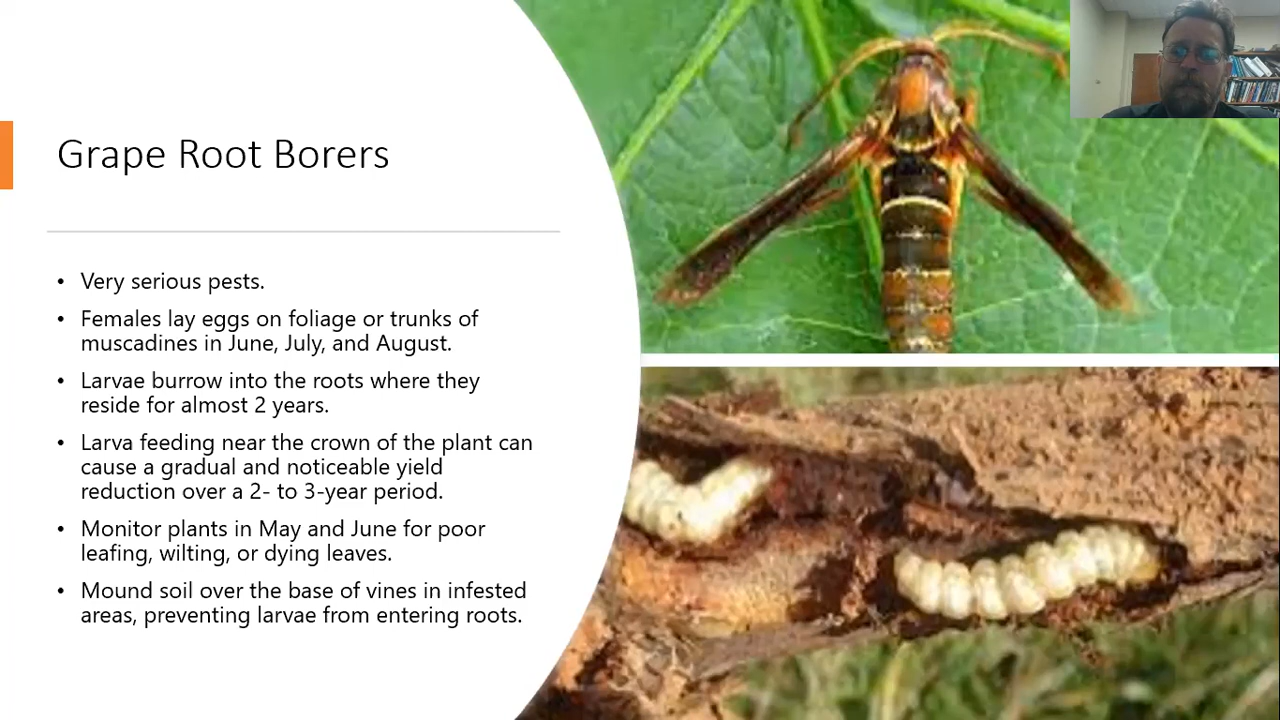 Grape Root Borers
• Very serious pests.
• Females lay eggs on foliage or trunks of
muscadines in June, July, and August.
• Larvae burrow into the roots where they
reside for almost 2 years.
• Larva feeding near the crown of the plant can
cause a gradual and noticeable yield
reduction over a 2- to 3-year period.
• Monitor plants in May and June for poor
leafing, wilting, or dying leaves.
• Mound soil over the base of vines in infested
areas, preventing larvae from entering roots.